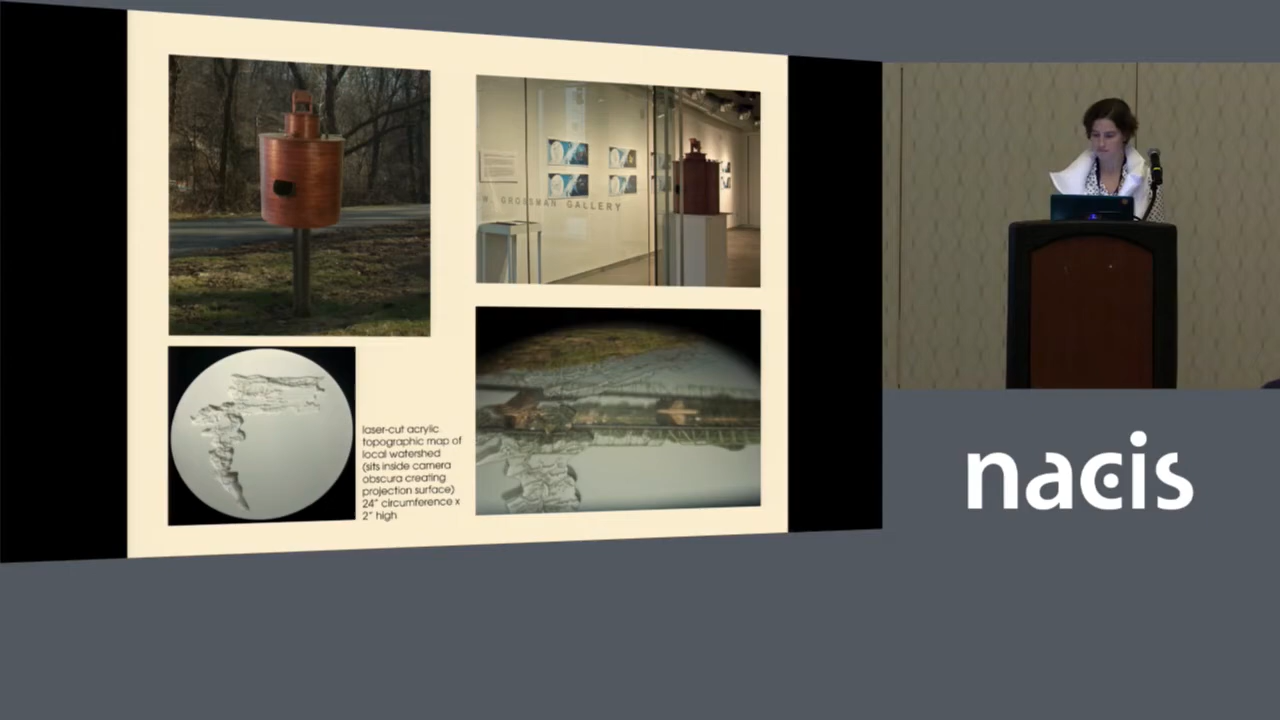 GROSSMAN GALLERY
laser-cut acrylic
topographic map of
local watershed
(sits inside camera
obscura creating
projection surface)
24" circumference x
2" high
nacis